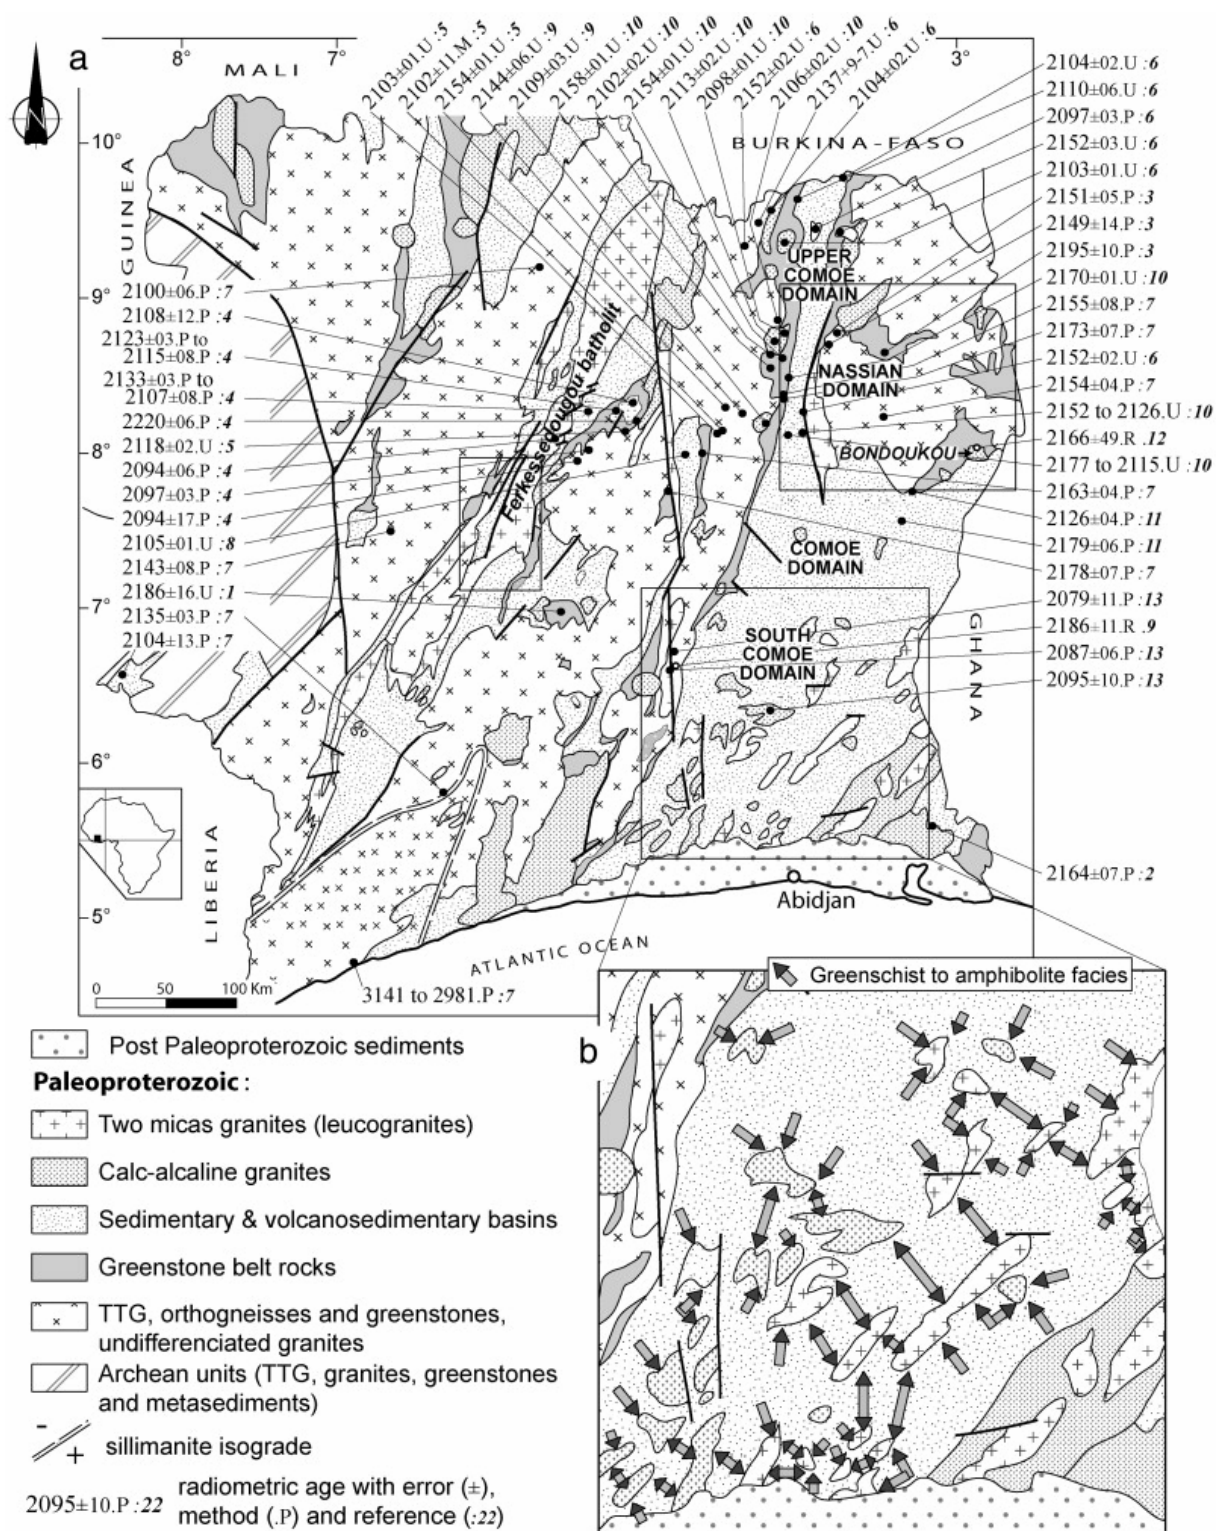 a
8°
7°
3°
MALI
N
2103±01.U :5
2102±11.M :5
2154±01.U :5
2144±06.U :9
2109±03.U :9
2158±01.U :10
2102±02.U :10
2154±01.U :10
2113±02.U :10
2098±01.U :10
2152±02.U :6
2106±02.U :10
2137+9-7.U :6
2104±02.U :6
BURKINA-FASO
2104±02.U :6
2110±06.U :6
2097±03.P :6
2152±03.U :6
2103±01.U :6
2151±05.P :3
2149±14.P :3
2195±10.P :3
2170±01.U :10
2155±08.P :7
2173±07.P :7
2152±02.U :6
2154±04.P :7
2152 to 2126.U :10
2166±49.R .12
2177 to 2115.U :10
2163±04.P :7
2126±04.P :11
2179±06.P :11
2178±07.P :7
2079±11.P :13
2186±11.R .9
2087±06.P :13
2095±10.P :13
2164±07.P :2
10°
9°
8°
7°
6°
5°
GUINEA
2100±06.P :7
2108±12.P :4
2123±03.P to
2115±08.P :4
2133±03.P to
2107±08.P :4
2220±06.P :4
2118±02.U :5
2094±06.P :4
2097±03.P :4
2094±17.P :4
2105±01.U :8
2143±08.P :7
2186±16.U :1
2135±03.P :7
2104±13.P :7
Ferkessegougou batholit
UPPER
COMOE
DOMAIN
NASSIAN
DOMAIN
BONDOUKOU
COMOE
DOMAIN
SOUTH
COMOE
DOMAIN
GHANA
LIBERIA
Abidjan
ATLANTIC OCEAN
0 50 100 Km
3141 to 2981.P :7
Greenschist to amphibolite facies
b
Post Paleoproterozoic sediments
Paleoproterozoic :
Two micas granites (leucogranites)
Calc-alcaline granites
Sedimentary & volcanosedimentary basins
Greenstone belt rocks
TTG, orthogneisses and greenstones,
undifferenciated granites
Archean units (TTG, granites, greenstones
and metasediments)
- + sillimanite isograde
2095±10.P :22 radiometric age with error (±),
method (.P) and reference (:22)